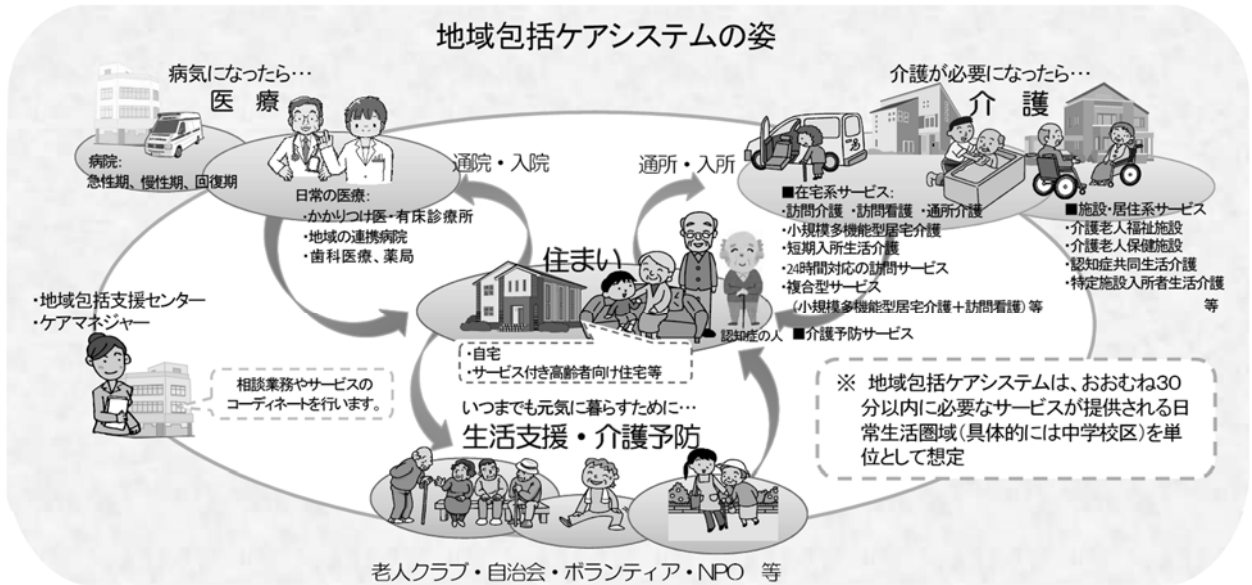 地域包括ケアシステムの姿
病気になったら…
医 療
病院:
急性期、慢性期、回復期
日常の医療:
・かかりつけ医・有床診療所
・地域の連携病院
・歯科医療、薬局
通院・入院
通所・入所
介護が必要になったら…
介 護
■在宅系サービス:
・訪問介護 ・訪問看護 ・通所介護
・小規模多機能型居宅介護
・短期入所生活介護
・24時間対応の訪問サービス
・複合型サービス
(小規模多機能型居宅介護+訪問看護)等
■介護予防サービス
■施設・居住系サービス
・介護老人福祉施設
・介護老人保健施設
・認知症共同生活介護
・特定施設入所者生活介護
等
住まい
認知症の人
・自宅
・サービス付き高齢者向け住宅等
・地域包括支援センター
・ケアマネジャー
相談業務やサービスの
コーディネートを行います。
いつまでも元気に暮らすために…
生活支援・介護予防
老人クラブ・自治会・ボランティア・NPO 等
※ 地域包括ケアシステムは、おおむね30
分以内に必要なサービスが提供される日
常生活圏域(具体的には中学校区)を単
位として想定